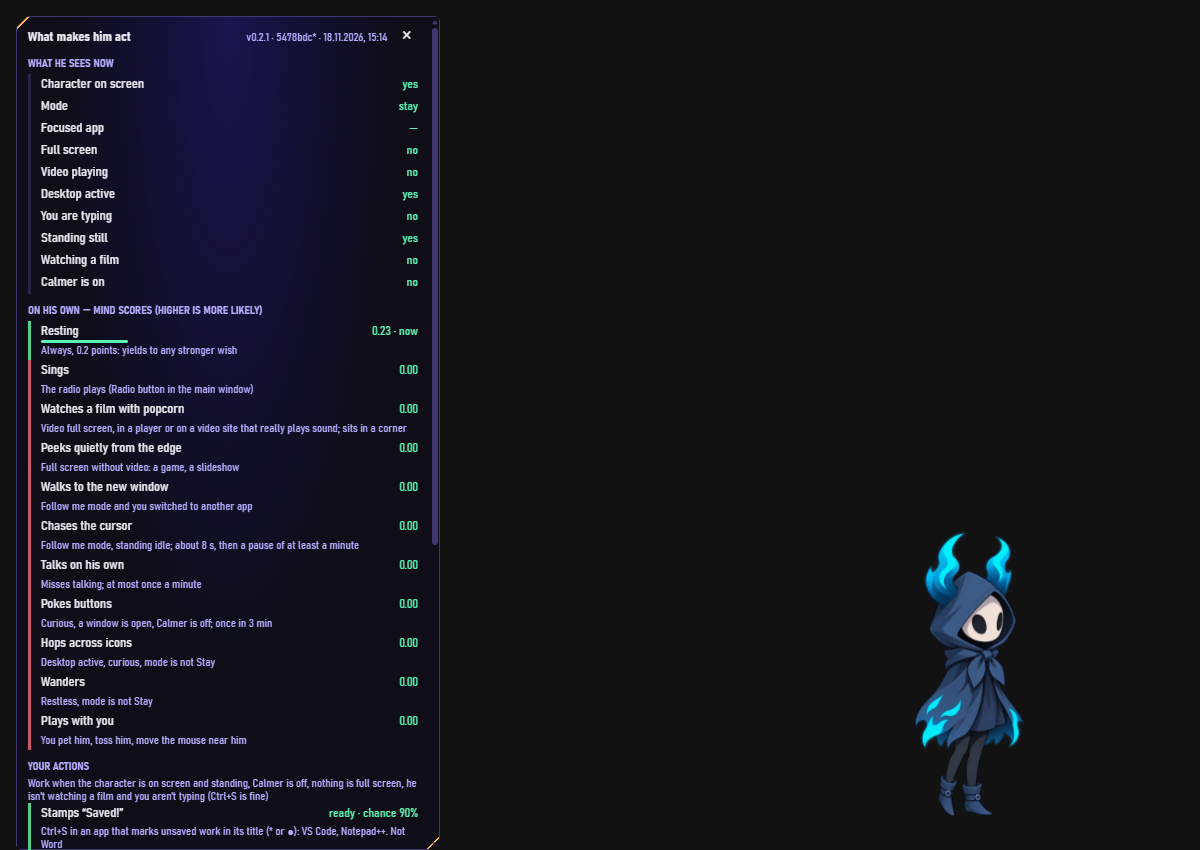 What makes him act
v0.2.1 · 5478bdc* · 18.11.2026, 15:14 ×
WHAT HE SEES NOW
Character on screen yes
Mode stay
Focused app —
Full screen no
Video playing no
Desktop active yes
You are typing no
Standing still yes
Watching a film no
Calmer is on no
ON HIS OWN — MIND SCORES (HIGHER IS MORE LIKELY)
Resting 0.23 · now
Always, 0.2 points: yields to any stronger wish
Sings 0.00
The radio plays (Radio button in the main window)
Watches a film with popcorn 0.00
Video full screen, in a player or on a video site that really plays sound; sits in a corner
Peeks quietly from the edge 0.00
Full screen without video: a game, a slideshow
Walks to the new window 0.00
Follow me mode and you switched to another app
Chases the cursor 0.00
Follow me mode, standing idle; about 8 s, then a pause of at least a minute
Talks on his own 0.00
Misses talking; at most once a minute
Pokes buttons 0.00
Curious, a window is open, Calmer is off; once in 3 min
Hops across icons 0.00
Desktop active, curious, mode is not Stay
Wanders 0.00
Restless, mode is not Stay
Plays with you 0.00
You pet him, toss him, move the mouse near him
YOUR ACTIONS
Work when the character is on screen and standing, Calmer is off, nothing is full screen, he
isn't watching a film and you aren't typing (Ctrl+S is fine)
Stamps “Saved!” ready · chance 90%
Ctrl+S in an app that marks unsaved work in its title (* or ●): VS Code, Notepad++. Not
Word